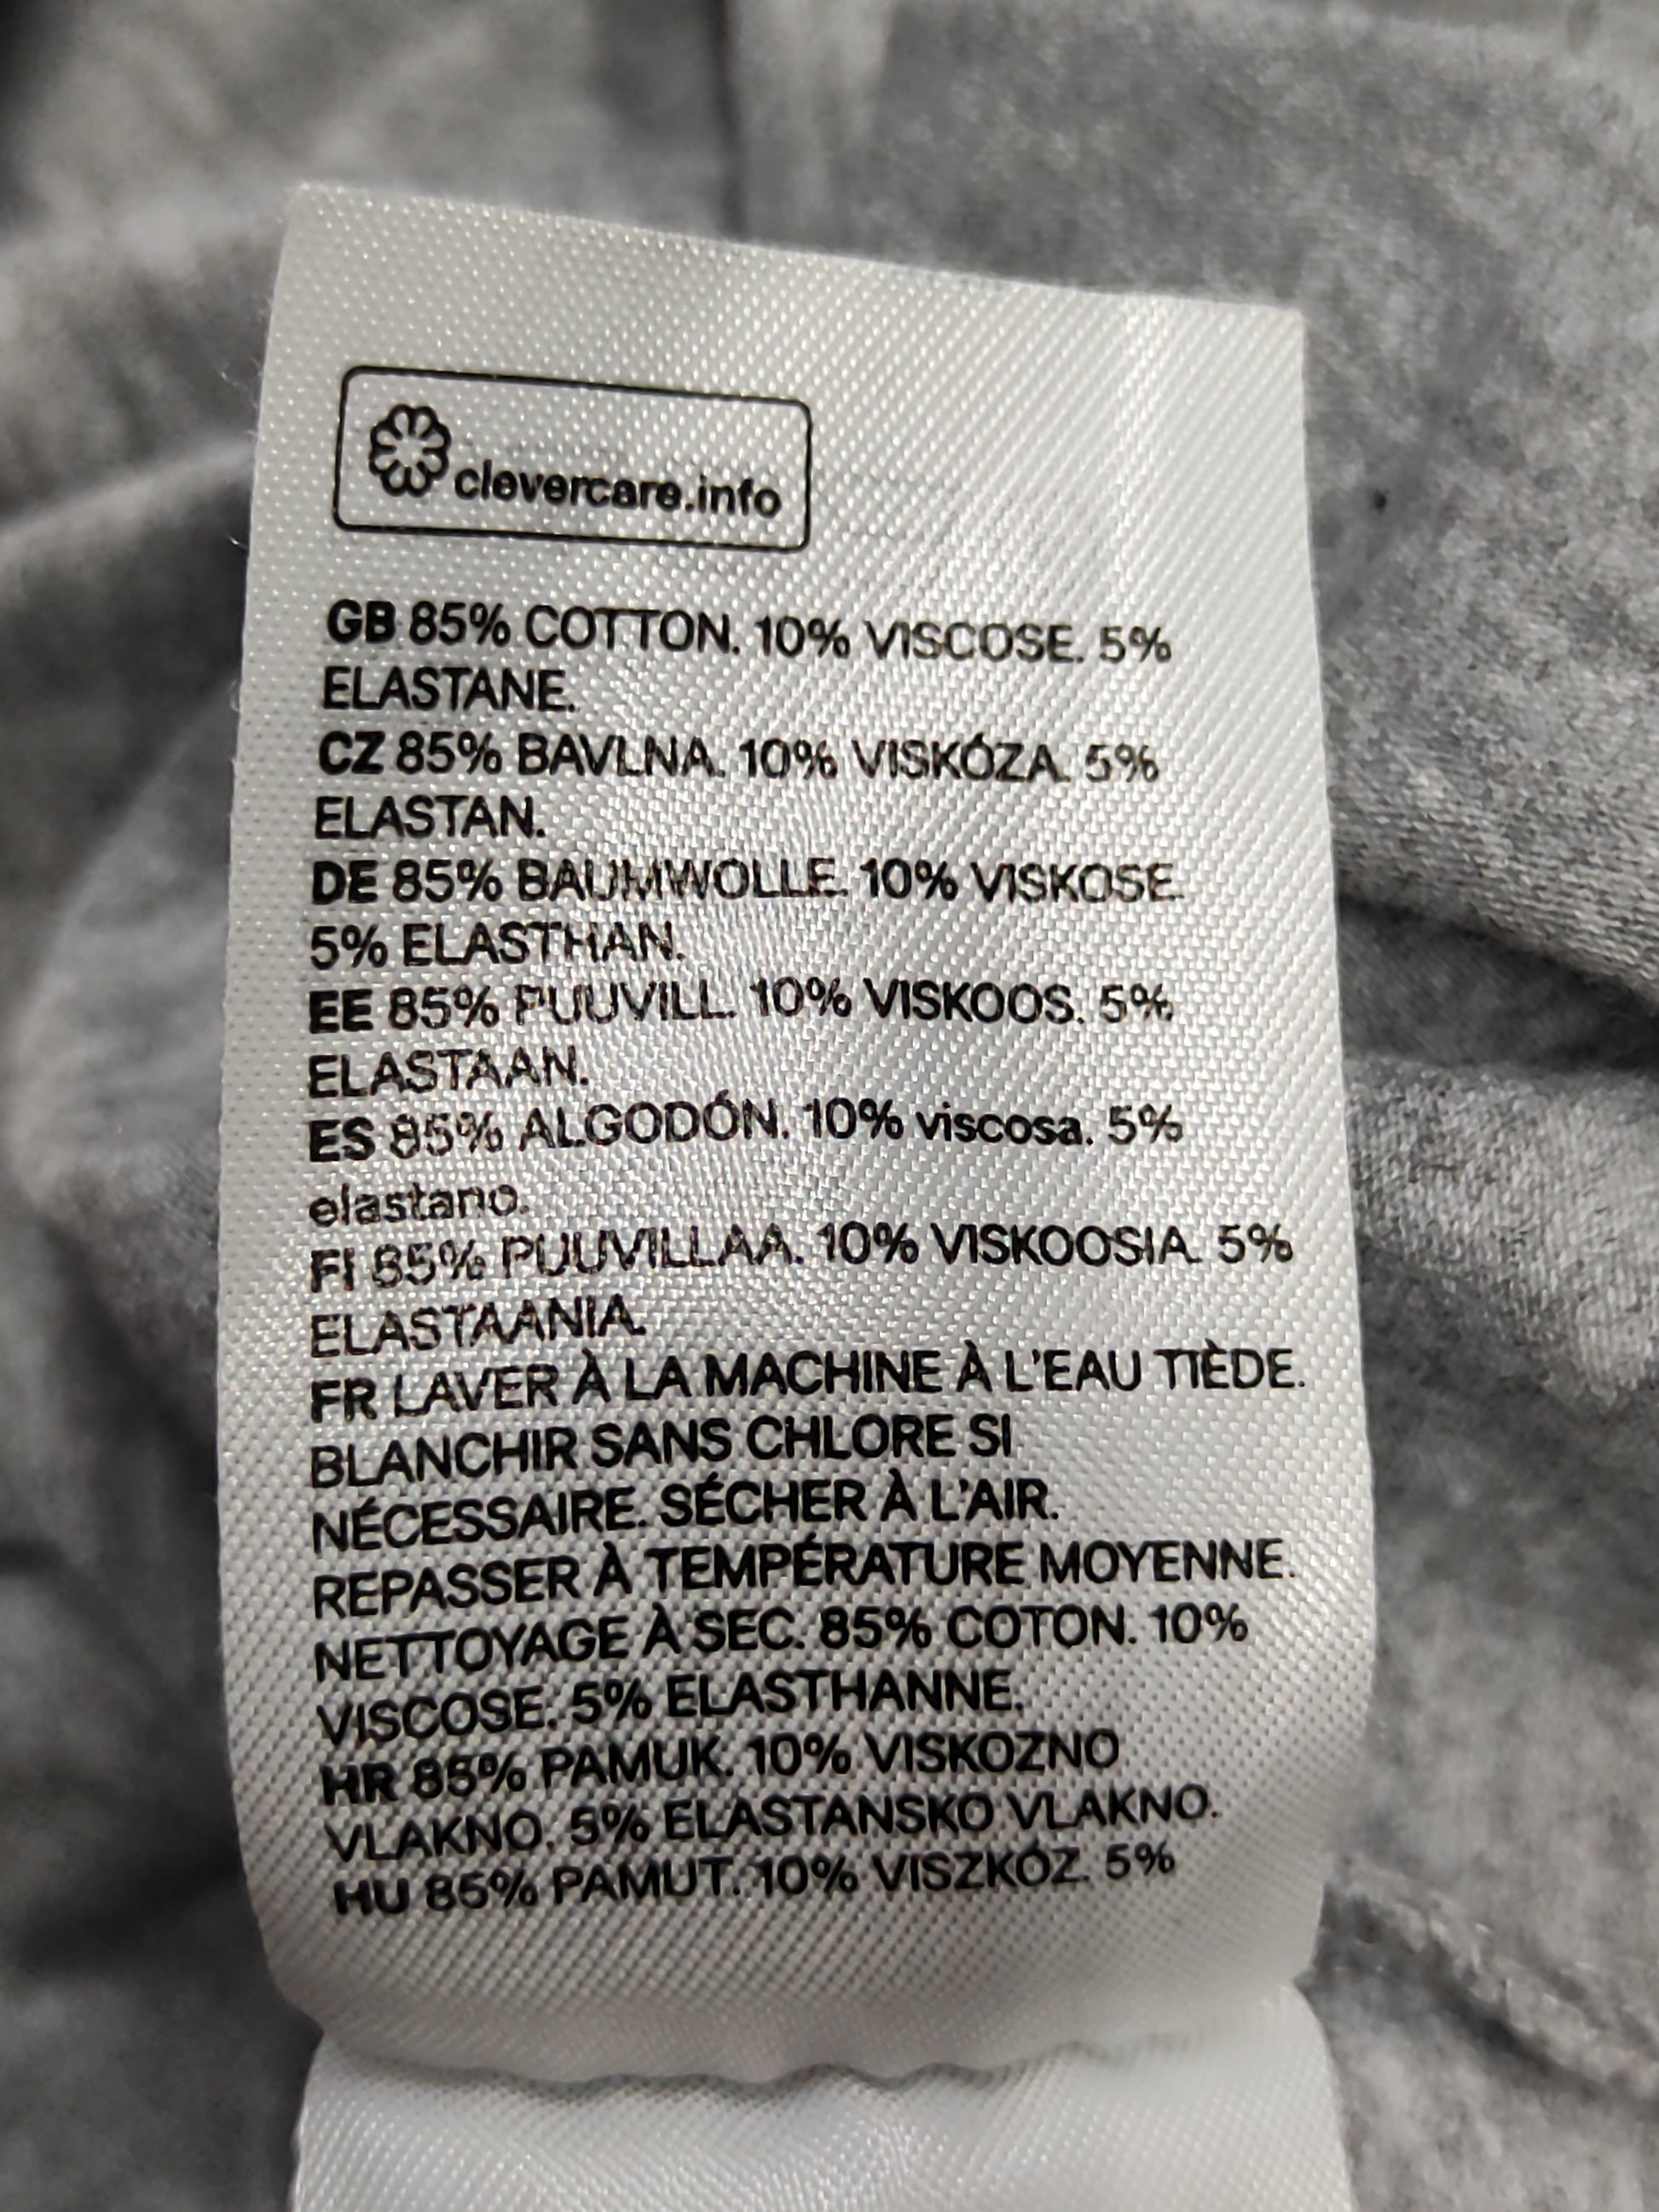 clevercare.info
GB 85% COTTON. 10% VISCOSE. 5%
ELASTANE.
CZ 85% BAVLNA. 10% VISKÓZA. 5%
ELASTAN.
DE 85% BAUMWOLLE. 10% VISKOSE.
5% ELASTHAN.
EE 85% PUUVILL. 10% VISKOOS. 5%
ELASTAAN.
ES 85% ALGODÓN. 10% viscosa. 5%
elastano.
FI 85% PUUVILLAA. 10% VISKOOSIA. 5%
ELASTAANIA.
FR LAVER À LA MACHINE À L'EAU TIÈDE.
BLANCHIR SANS CHLORE SI
NÉCESSAIRE. SÉCHER À L'AIR.
REPASSER À TEMPÉRATURE MOYENNE.
NETTOYAGE À SEC. 85% COTON. 10%
VISCOSE. 5% ELASTHANNE.
HR 85% PAMUK. 10% VISKOZNO
VLAKNO. 5% ELASTANSKO VLAKNO.
HU 85% PAMUT. 10% VISZKÓZ. 5%